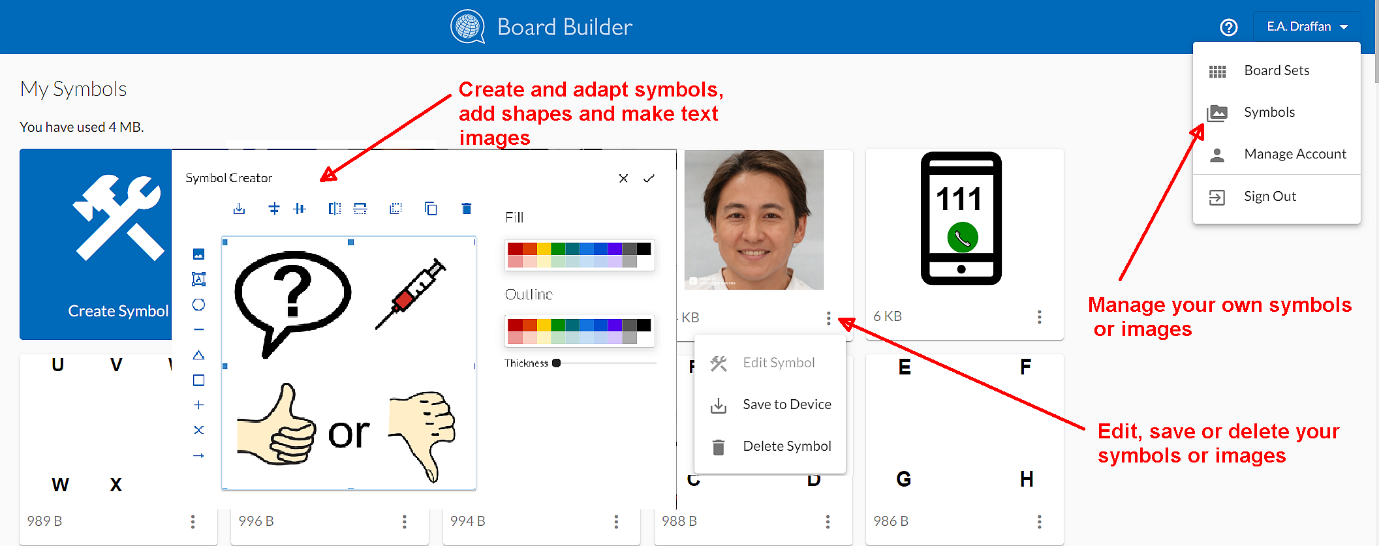 Board Builder
E.A. Draffan
Board Sets
Symbols
Manage Account
Sign Out
My Symbols
You have used 4 MB.
Create and adapt symbols,
add shapes and make text
images
Manage your own symbols
or images
Edit, save or delete your
symbols or images
Create Symbol
Symbol Creator
Fill
Outline
Thickness
A
?
or
KB
Edit Symbol
Save to Device
Delete Symbol
111
6 KB
U V
W X
989 B
996 B
994 B
C D
988 B
E F
G H
986 B